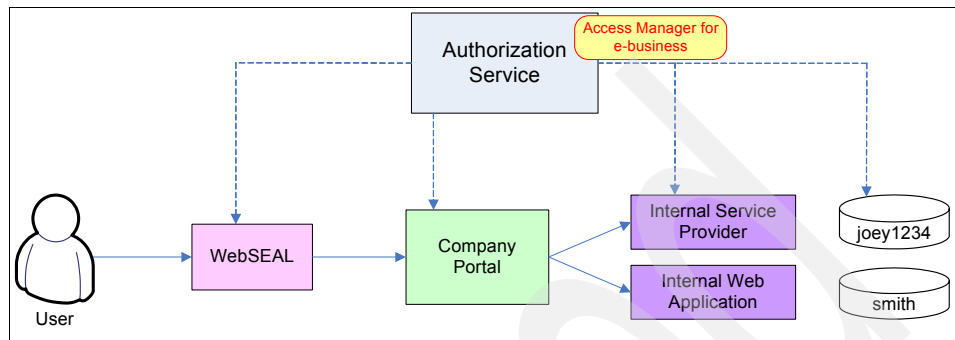 Access Manager for
e-business
Authorization
Service
WebSEAL
Company
Portal
Internal Service
Provider
Internal Web
Application
joey1234
smith
User